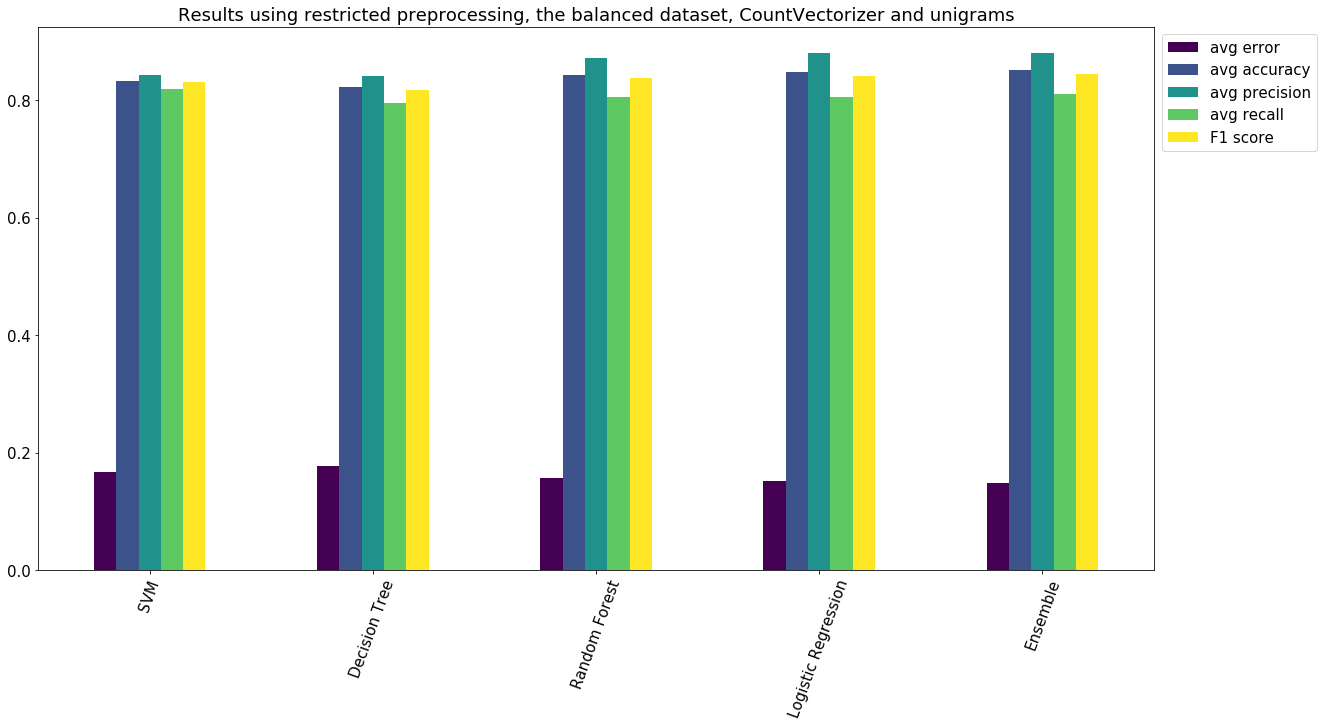 Results using restricted preprocessing, the balanced dataset, CountVectorizer and unigrams
avg error
avg accuracy
avg precision
avg recall
F1 score
0.8
0.6
0.4
0.2
0.0
SVM
Decision Tree
Random Forest
Logistic Regression
Ensemble